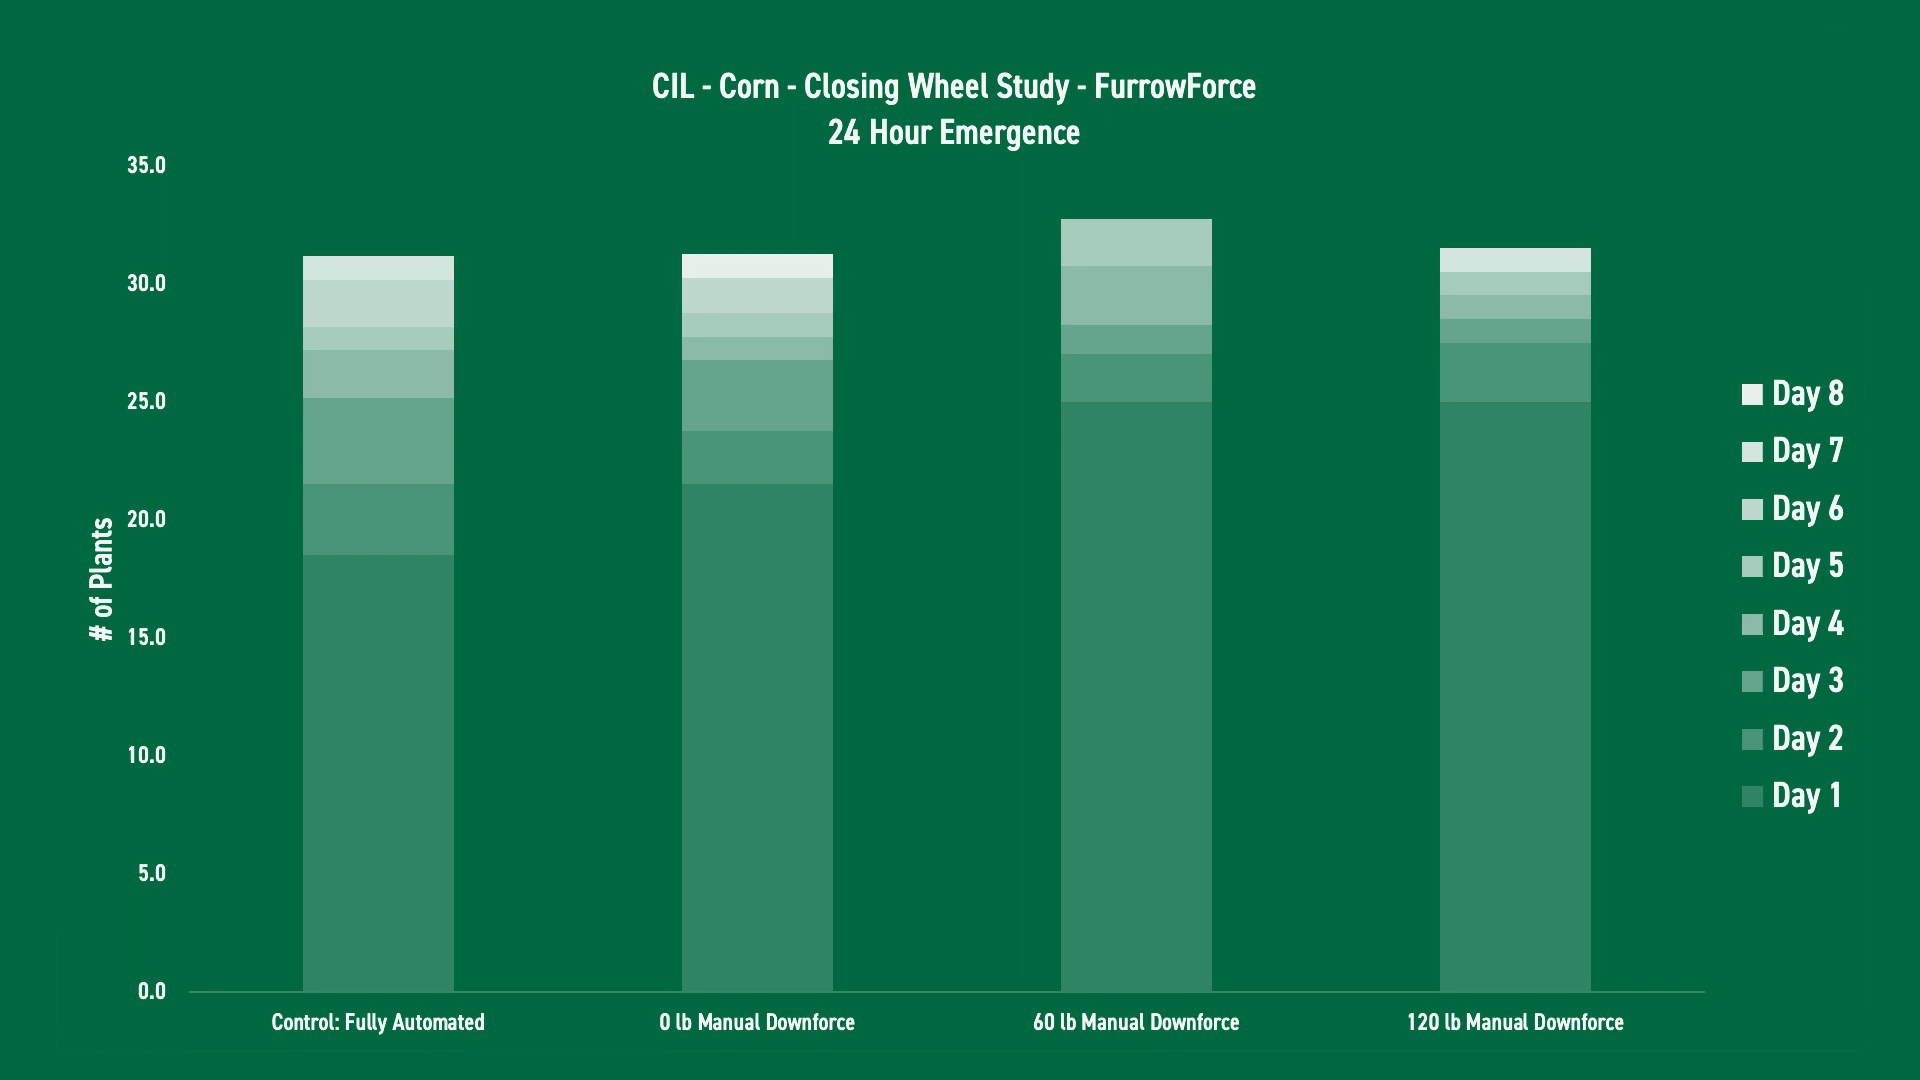 CIL - Corn - Closing Wheel Study - FurrowForce
24 Hour Emergence
35.0
30.0
25.0
20.0
15.0
10.0
5.0
0.0
# of Plants
Control: Fully Automated
0 lb Manual Downforce
60 lb Manual Downforce
120 lb Manual Downforce
Day 8
Day 7
Day 6
Day 5
Day 4
Day 3
Day 2
Day 1